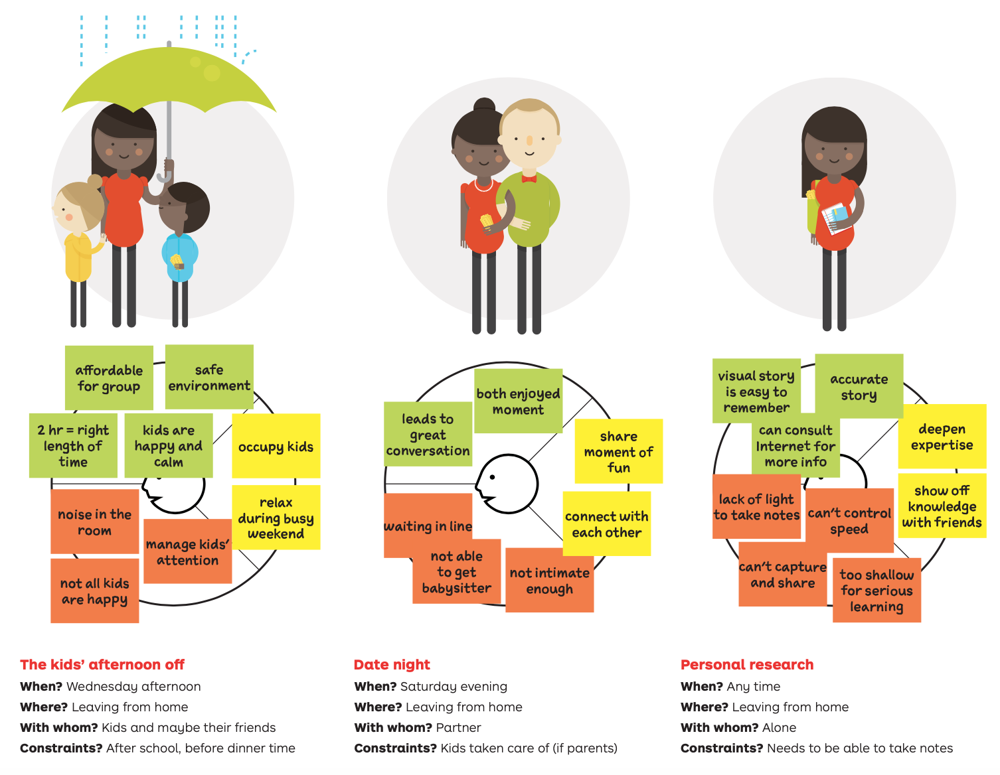 affordable
for group
safe
environment
2 hr = right
length of
time
kids are
happy and
calm
occupy kids
relax
during busy
weekend
noise in the
room
manage kids'
attention
not all kids
are happy
both enjoyed
moment
leads to
great
conversation
share
moment of
fun
connect with
each other
waiting in line
not able
to get
babysitter
not intimate
enough
visual story
is easy to
remember
accurate
story
can consult
Internet for
more info
deepen
expertise
show off
knowledge
with friends
lack of light
to take notes
can't control
speed
can't capture
and share
too shallow
for serious
learning
The kids' afternoon off
When? Wednesday afternoon
Where? Leaving from home
With whom? Kids and maybe their friends
Constraints? After school, before dinner time
Date night
When? Saturday evening
Where? Leaving from home
With whom? Partner
Constraints? Kids taken care of (if parents)
Personal research
When? Any time
Where? Leaving from home
With whom? Alone
Constraints? Needs to be able to take notes